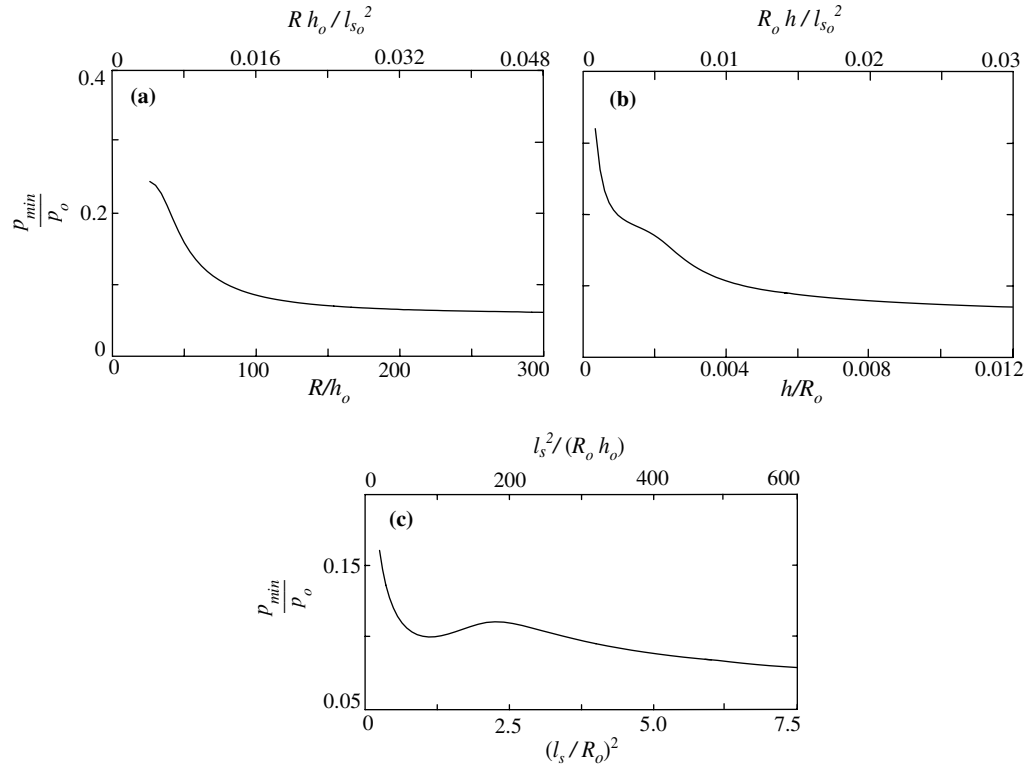 R h_o / l_{s_o}^2
0 0.016 0.032 0.048
0.4
(a)
p_min / p_o
0.2
0
0 100 200 300
R/h_o
R_o h / l_{s_o}^2
0 0.01 0.02 0.03
(b)
0 0.004 0.008 0.012
h/R_o
l_s^2 / (R_o h_o)
0 200 400 600
(c)
0.15
p_min / p_o
0.05
0 2.5 5.0 7.5
(l_s / R_o)^2